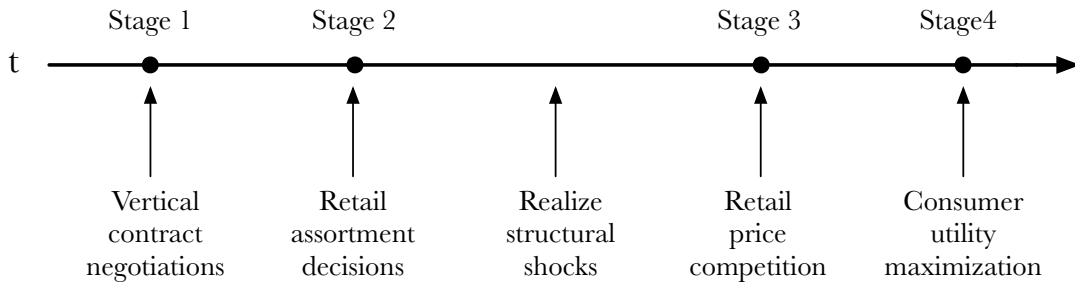 Stage 1
Stage 2
Stage 3
Stage4
t
Vertical
contract
negotiations
Retail
assortment
decisions
Realize
structural
shocks
Retail
price
competition
Consumer
utility
maximization